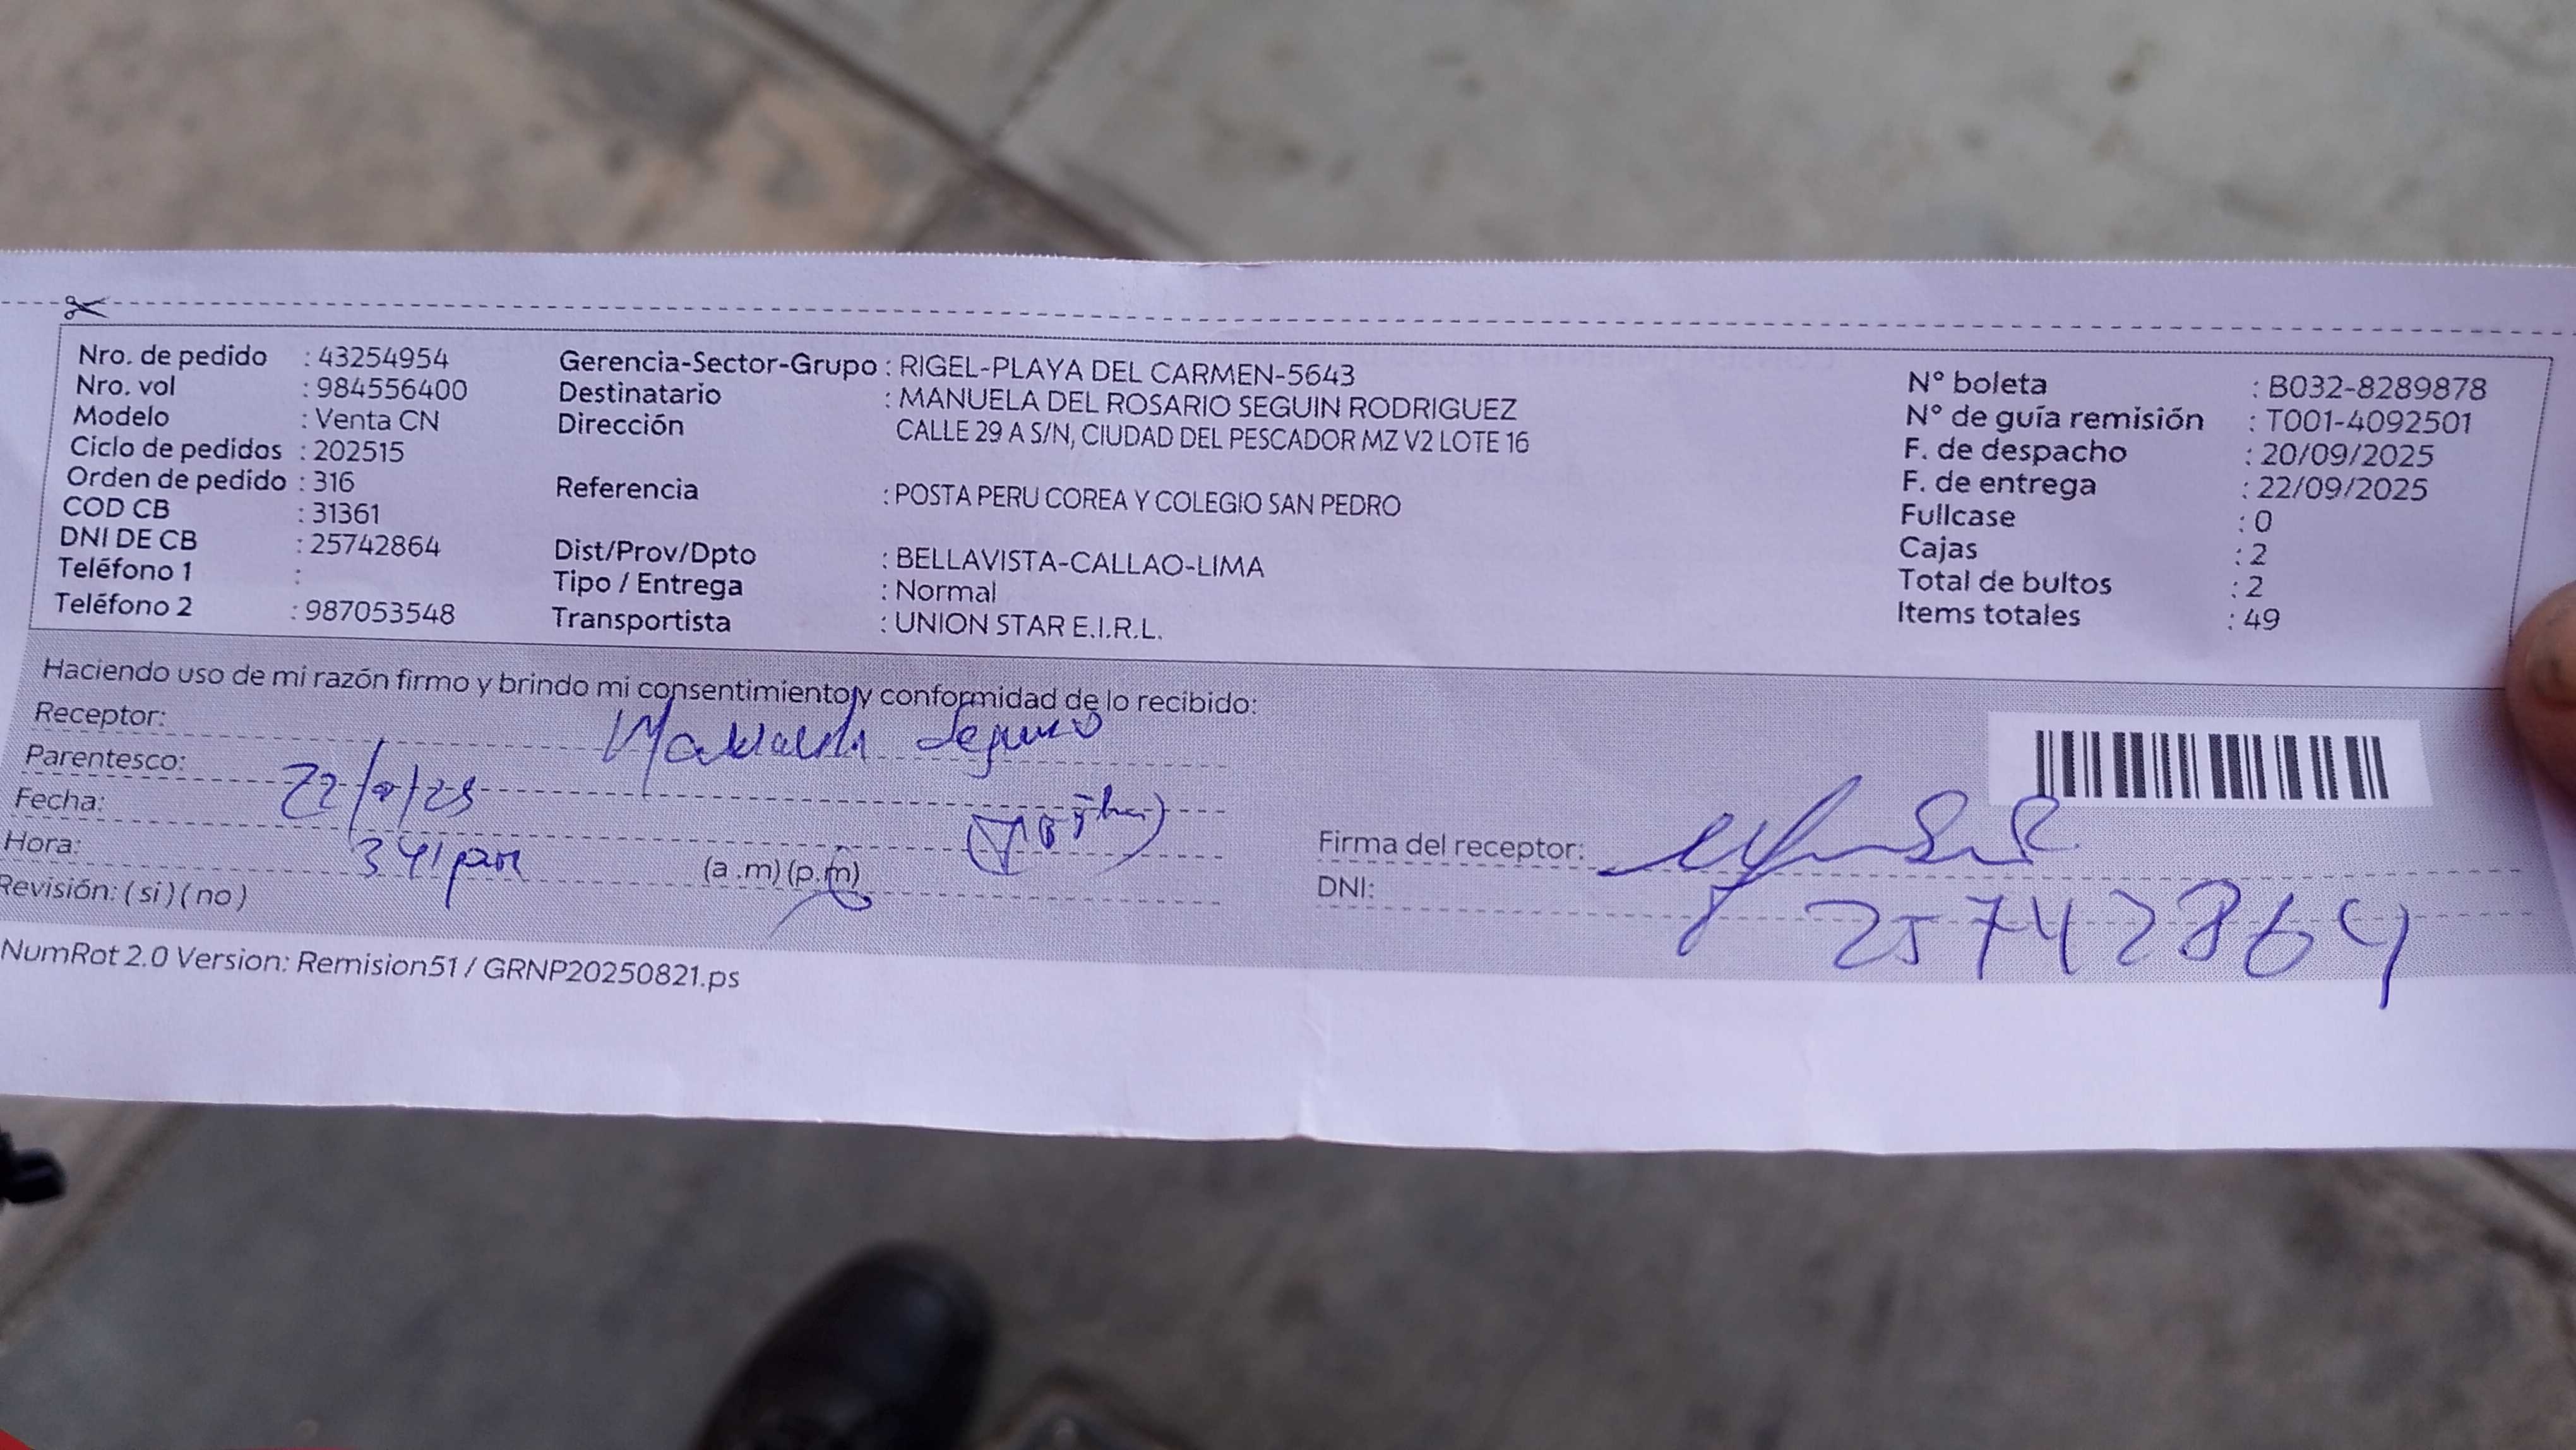 Nro. de pedido : 43254954
Nro. vol : 984556400
Modelo : Venta CN
Ciclo de pedidos : 202515
Orden de pedido : 316
COD CB : 31361
DNI DE CB : 25742864
Teléfono 1 :
Teléfono 2 : 987053548
Gerencia-Sector-Grupo : RIGEL-PLAYA DEL CARMEN-5643
Destinatario : MANUELA DEL ROSARIO SEGUIN RODRIGUEZ
Dirección CALLE 29 A S/N, CIUDAD DEL PESCADOR MZ V2 LOTE 16
Referencia : POSTA PERU COREA Y COLEGIO SAN PEDRO
Dist/Prov/Dpto : BELLAVISTA-CALLAO-LIMA
Tipo / Entrega : Normal
Transportista : UNION STAR E.I.R.L.
N° boleta : B032-8289878
N° de guía remisión : T001-4092501
F. de despacho : 20/09/2025
F. de entrega : 22/09/2025
Fullcase : 0
Cajas : 2
Total de bultos : 2
Items totales : 49
Haciendo uso de mi razón firmo y brindo mi consentimiento y conformidad de lo recibido:
Receptor:
Parentesco:
Fecha: 22/9/25
Hora: 341 pm (a .m) (p.m)
Revisión: ( si ) ( no )
Firma del receptor:
DNI: 25742864
NumRot 2.0 Version: Remision51 / GRNP20250821.ps